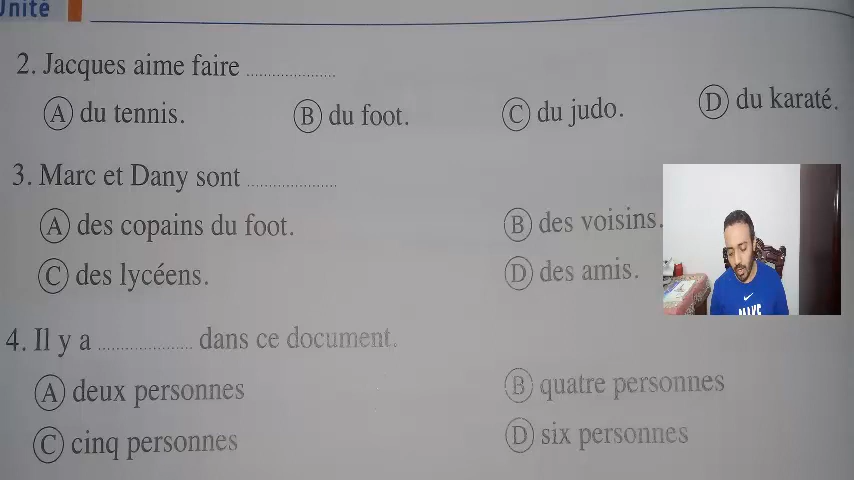 Unité
2. Jacques aime faire ....................
A du tennis. B du foot. C du judo. D du karaté.
3. Marc et Dany sont ....................
A des copains du foot. B des voisins.
C des lycéens. D des amis.
4. Il y a .................... dans ce document.
A deux personnes B quatre personnes
C cinq personnes D six personnes